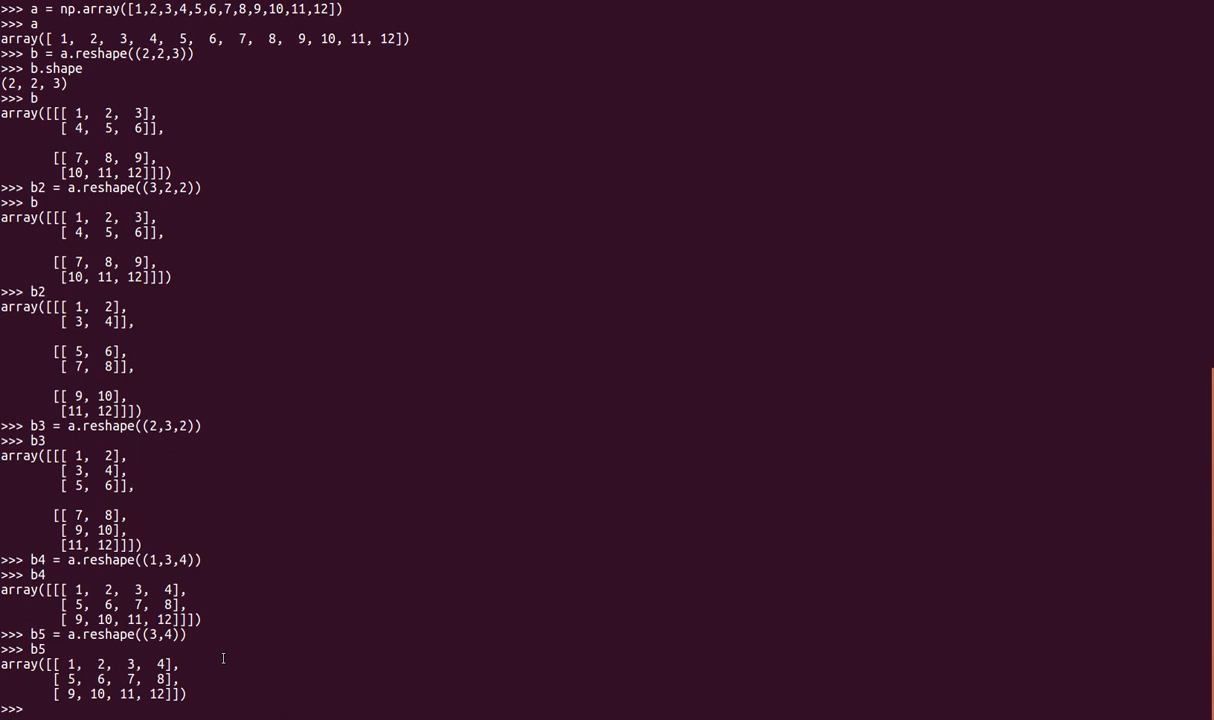 >>> a = np.array([1,2,3,4,5,6,7,8,9,10,11,12])
>>> a
array([ 1,  2,  3,  4,  5,  6,  7,  8,  9, 10, 11, 12])
>>> b = a.reshape((2,2,3))
>>> b.shape
(2, 2, 3)
>>> b
array([[[ 1,  2,  3],
        [ 4,  5,  6]],

       [[ 7,  8,  9],
        [10, 11, 12]]])
>>> b2 = a.reshape((3,2,2))
>>> b
array([[[ 1,  2,  3],
        [ 4,  5,  6]],

       [[ 7,  8,  9],
        [10, 11, 12]]])
>>> b2
array([[[ 1,  2],
        [ 3,  4]],

       [[ 5,  6],
        [ 7,  8]],

       [[ 9, 10],
        [11, 12]]])
>>> b3 = a.reshape((2,3,2))
>>> b3
array([[[ 1,  2],
        [ 3,  4],
        [ 5,  6]],

       [[ 7,  8],
        [ 9, 10],
        [11, 12]]])
>>> b4 = a.reshape((1,3,4))
>>> b4
array([[[ 1,  2,  3,  4],
        [ 5,  6,  7,  8],
        [ 9, 10, 11, 12]]])
>>> b5 = a.reshape((3,4))
>>> b5
array([[ 1,  2,  3,  4],
       [ 5,  6,  7,  8],
       [ 9, 10, 11, 12]])
>>>